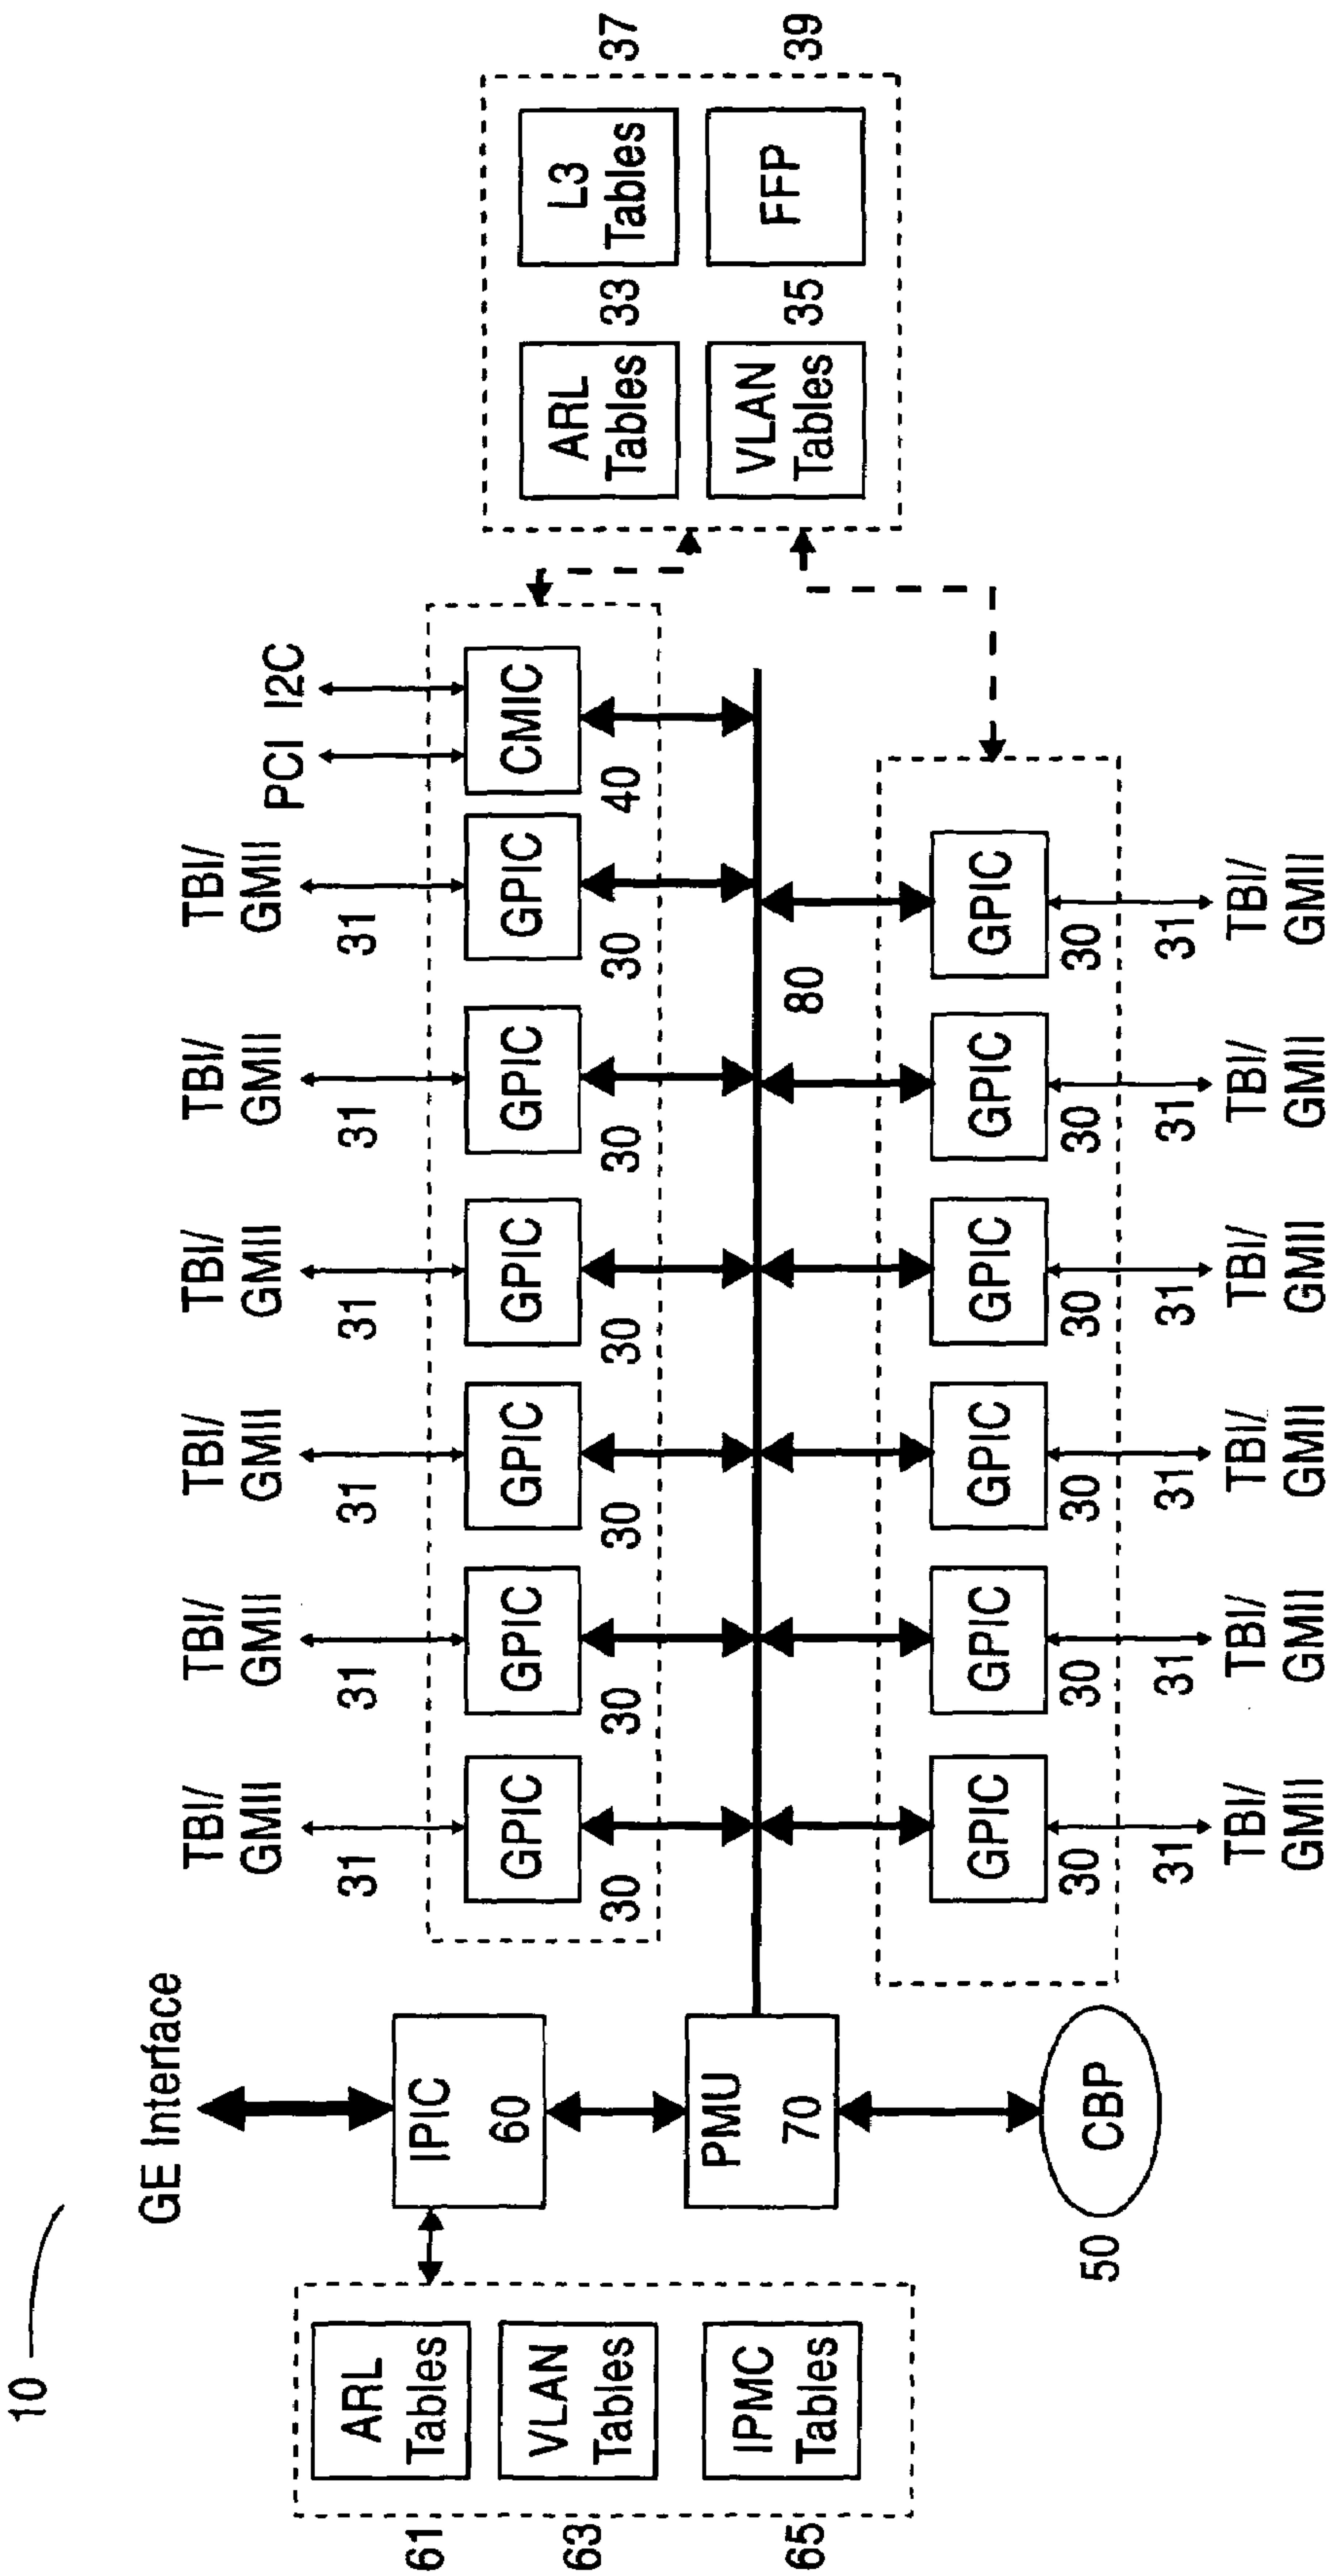 10
GE Interface
TBI/
GMII
TBI/
GMII
TBI/
GMII
TBI/
GMII
TBI/
GMII
TBI/
GMII
PCI
I2C
31
31
31
31
31
31
61
ARL
Tables
63
VLAN
Tables
65
IPMC
Tables
IPIC
60
GPIC
GPIC
GPIC
GPIC
GPIC
GPIC
CMIC
30
30
30
30
30
30
40
PMU
70
80
CBP
50
GPIC
GPIC
GPIC
GPIC
GPIC
GPIC
30
30
30
30
30
30
31
31
31
31
31
31
TBI/
GMII
TBI/
GMII
TBI/
GMII
TBI/
GMII
TBI/
GMII
TBI/
GMII
ARL
Tables
33
L3
Tables
37
VLAN
Tables
35
FFP
39